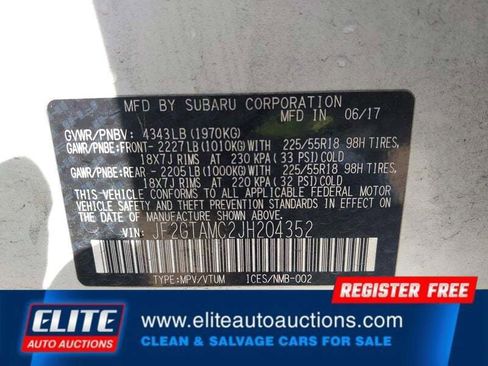 MFD BY SUBARU CORPORATION
MADE IN JAPAN 06/17
GVWR/PNBV: 4343LB (1970KG)
GAWR/PNBE:FRONT- 2227LB (1010KG)WITH 225/55R18 98H TIRES,
18X7J RIMS AT 230 KPA (33 PSI)COLD
GAWR/PNBE:REAR - 2205LB (1000KG)WITH 225/55R18 98H TIRES,
18X7J RIMS AT 220 KPA (32 PSI)COLD
THIS VEHICLE CONFORMS TO ALL APPLICABLE FEDERAL MOTOR
VEHICLE SAFETY AND THEFT PREVENTION STANDARDS IN EFFECT
ON THE DATE OF MANUFACTURE SHOWN ABOVE.
VIN: JF2GTAMC2JH204352
TYPE:MPV/VTUM ICES/NMB-002
REGISTER FREE
ELITE
AUTO AUCTIONS
www.eliteautoauctions.com
CLEAN & SALVAGE CARS FOR SALE